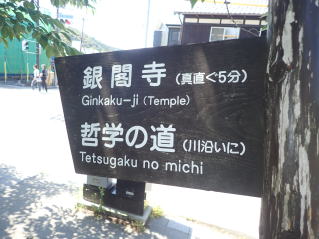 銀閣寺 (真直ぐ5分)
Ginkaku-ji (Temple)
哲学の道 (川沿いに)
Tetsugaku no michi